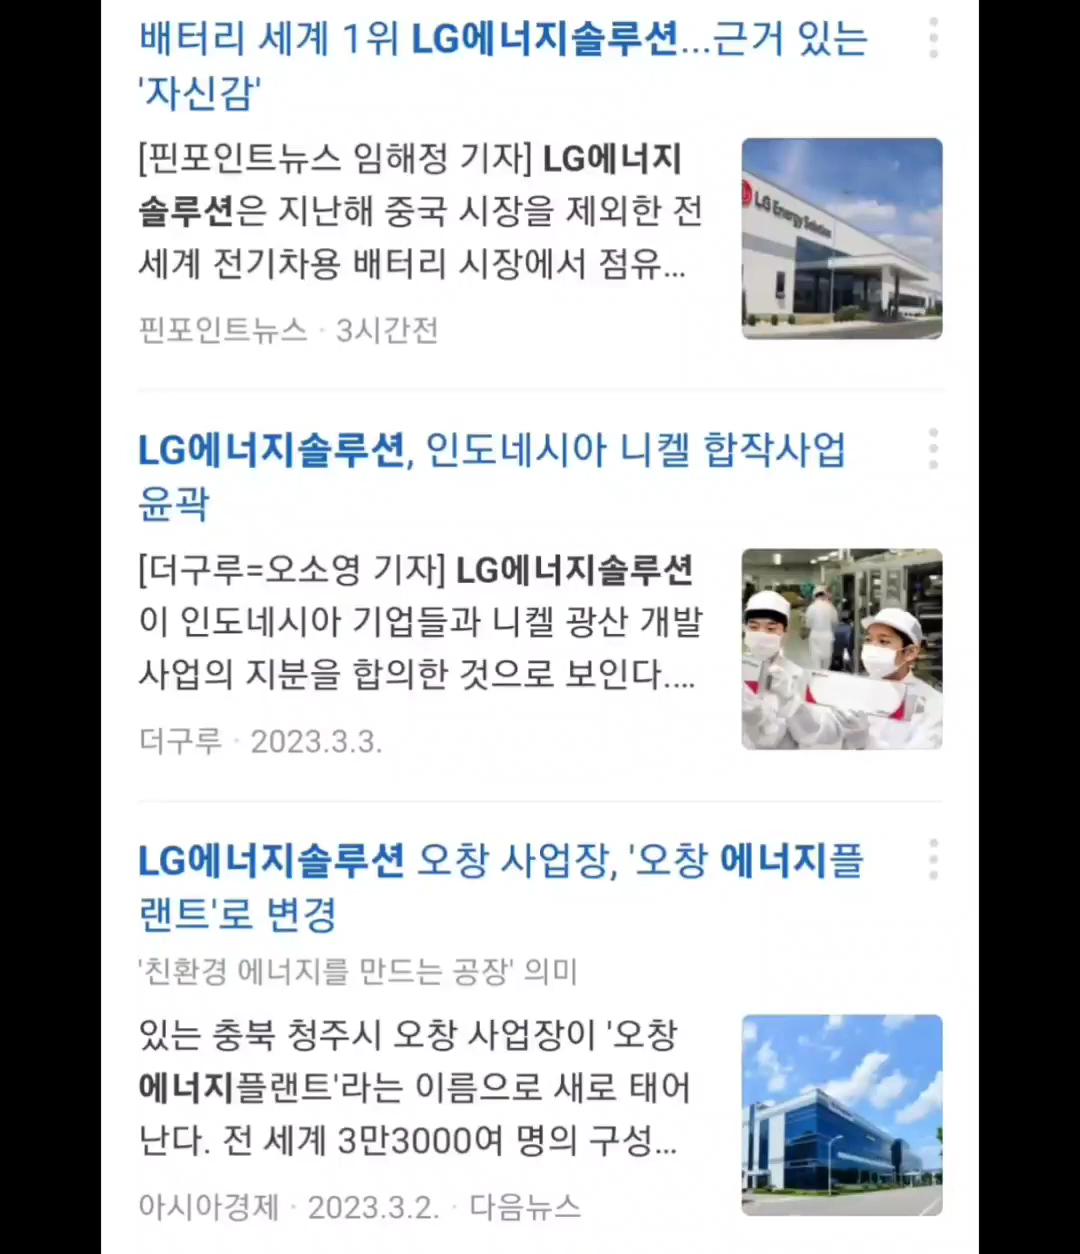 배터리 세계 1위 LG에너지솔루션...근거 있는
'자신감'
[핀포인트뉴스 임해정 기자] LG에너지
솔루션은 지난해 중국 시장을 제외한 전
세계 전기차용 배터리 시장에서 점유...
핀포인트뉴스 · 3시간전
LG Energy Solution
LG에너지솔루션, 인도네시아 니켈 합작사업
윤곽
[더구루=오소영 기자] LG에너지솔루션
이 인도네시아 기업들과 니켈 광산 개발
사업의 지분을 합의한 것으로 보인다....
더구루 · 2023.3.3.
LG에너지솔루션 오창 사업장, '오창 에너지플
랜트'로 변경
'친환경 에너지를 만드는 공장' 의미
있는 충북 청주시 오창 사업장이 '오창
에너지플랜트'라는 이름으로 새로 태어
난다. 전 세계 3만3000여 명의 구성...
아시아경제 · 2023.3.2. · 다음뉴스